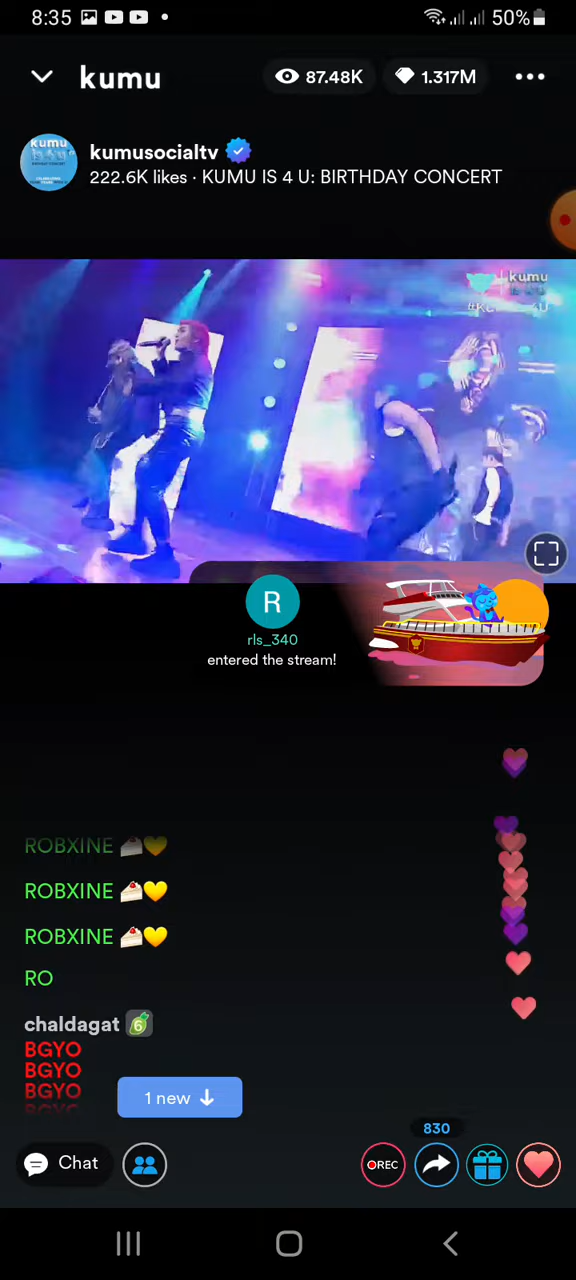 8:35
50%
kumu
87.48K
1.317M
kumusocialtv
222.6K likes · KUMU IS 4 U: BIRTHDAY CONCERT
kumu
R
rls_340
entered the stream!
ROBXINE 🍰💛
ROBXINE 🍰💛
ROBXINE 🍰💛
RO
chaldagat 6
BGYO
BGYO
BGYO
1 new
830
Chat
REC